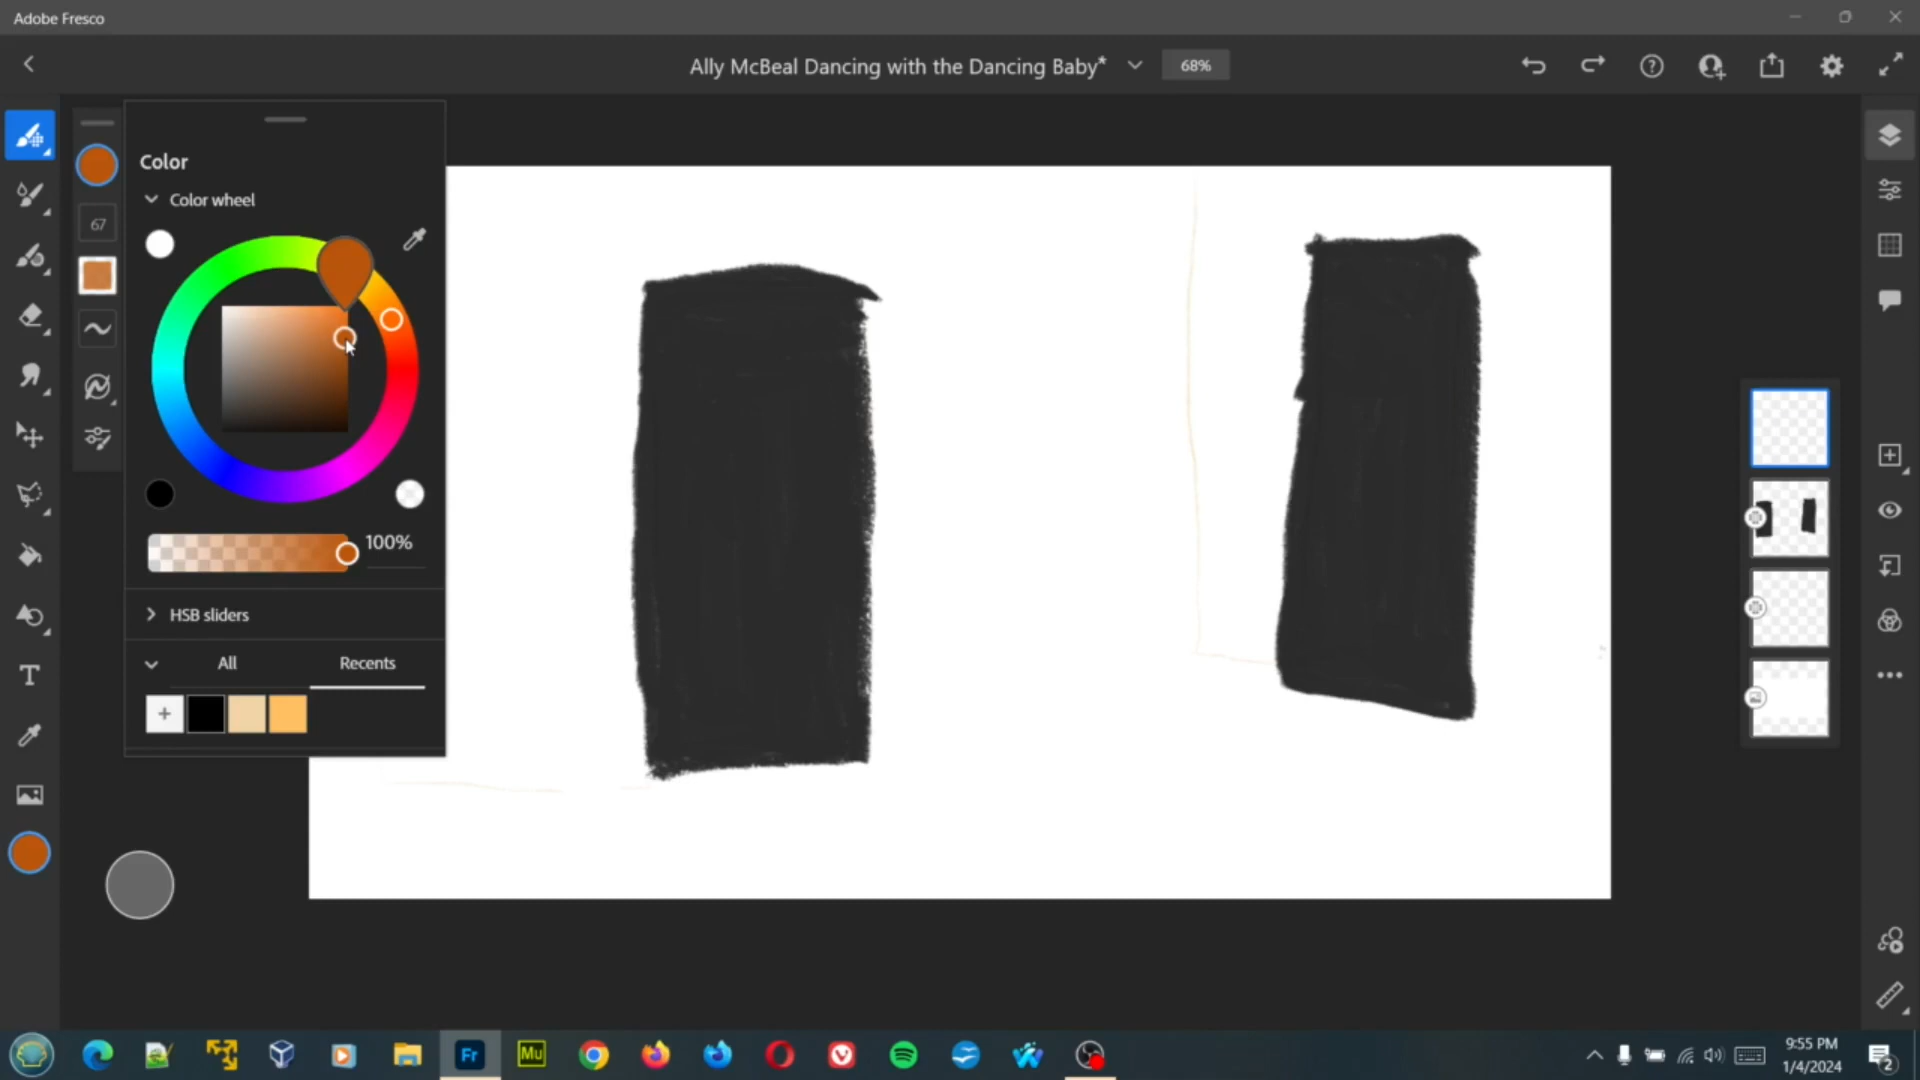 Adobe Fresco
Ally McBeal Dancing with the Dancing Baby*
68%
Color
Color wheel
67
100%
HSB sliders
All
Recents
T
Fr
Mu
9:55 PM
1/4/2024
2